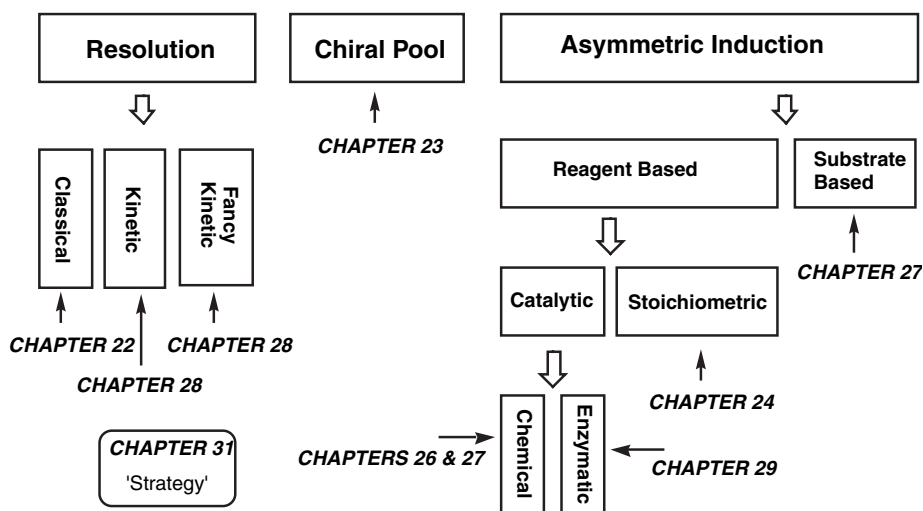 Resolution
Chiral Pool
Asymmetric Induction
CHAPTER 23
Classical
Kinetic
Fancy
Kinetic
Reagent Based
Substrate
Based
CHAPTER 27
Catalytic
Stoichiometric
CHAPTER 22
CHAPTER 28
CHAPTER 28
CHAPTER 24
Chemical
Enzymatic
CHAPTERS 26 & 27
CHAPTER 29
CHAPTER 31
'Strategy'